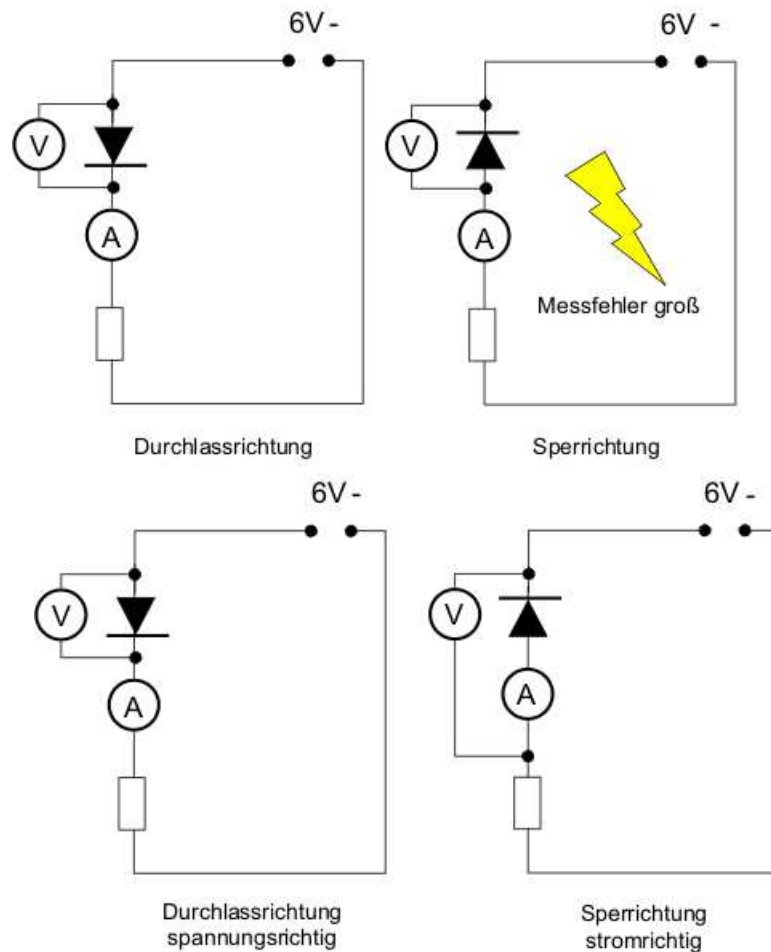 6V -
V
A
Durchlassrichtung
6V -
V
A
Messfehler groß
Sperrichtung
6V -
V
A
Durchlassrichtung
spannungsrichtig
6V -
V
A
Sperrichtung
stromrichtig